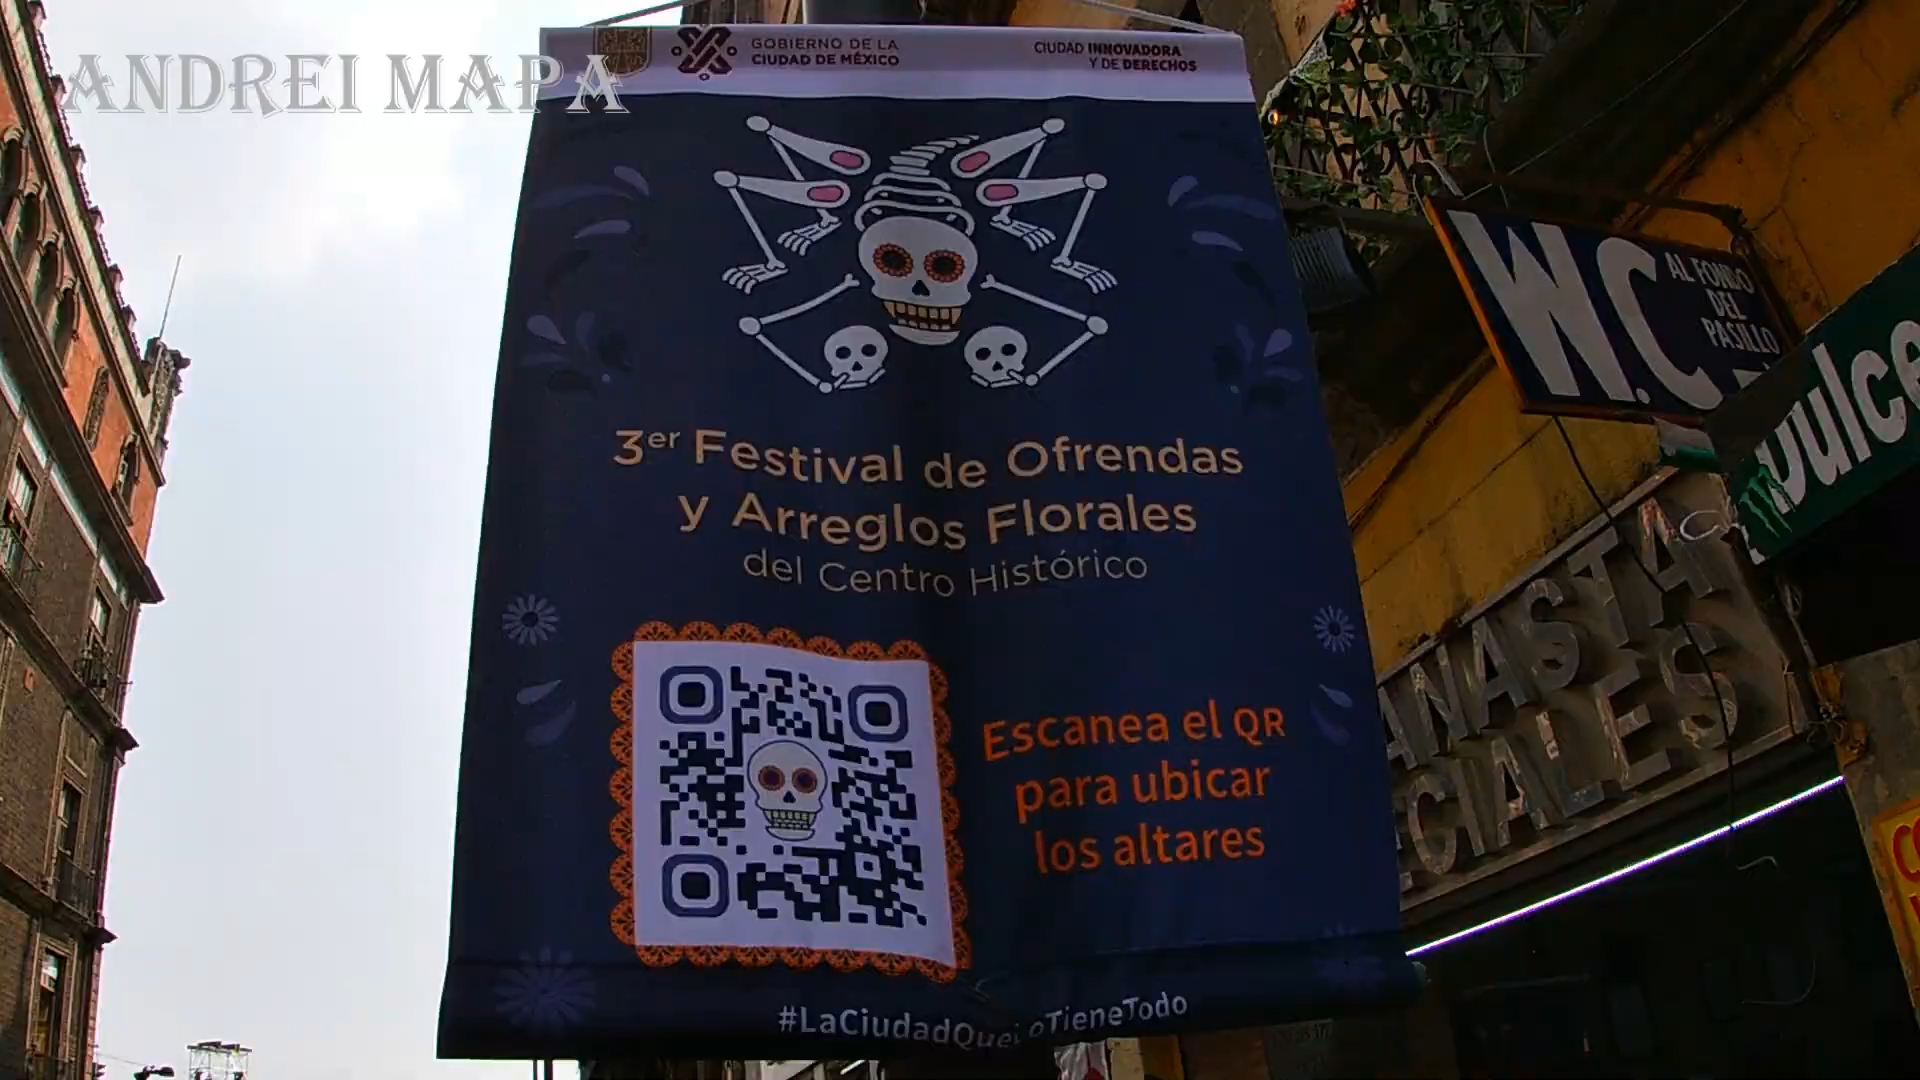 ANDREI MAPA
GOBIERNO DE LA
CIUDAD DE MÉXICO
CIUDAD INNOVADORA
Y DE DERECHOS
3er Festival de Ofrendas
y Arreglos Florales
del Centro Histórico
Escanea el QR
para ubicar
los altares
#LaCiudadQueLoTieneTodo
W.C
AL FONDO
DEL
PASILLO
Dulce